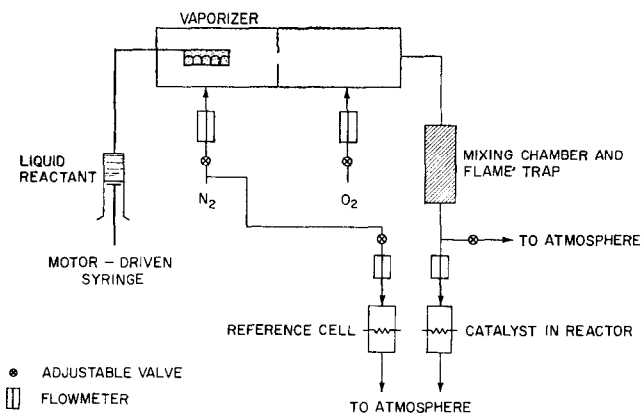 VAPORIZER
LIQUID
REACTANT
N₂
O₂
MIXING CHAMBER AND
FLAME' TRAP
TO ATMOSPHERE
MOTOR – DRIVEN
SYRINGE
REFERENCE CELL
CATALYST IN REACTOR
ADJUSTABLE VALVE
FLOWMETER
TO ATMOSPHERE